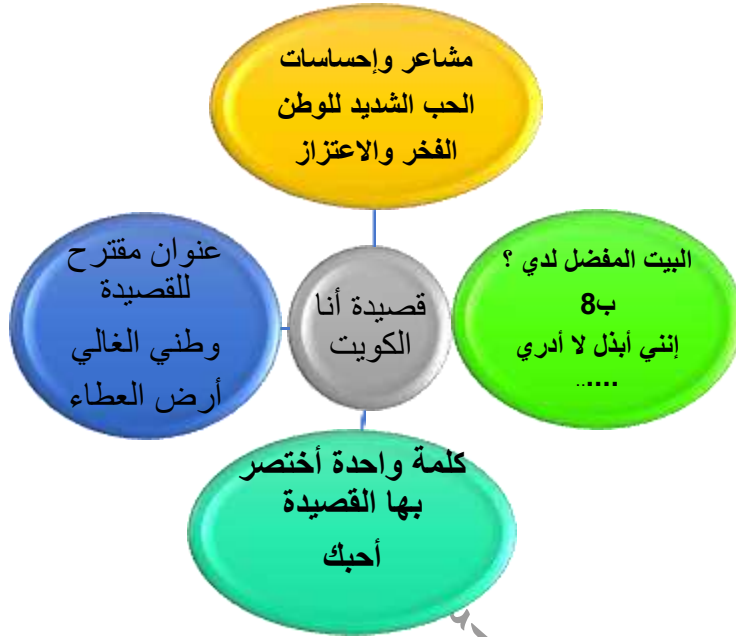 مشاعر وإحساسات
الحب الشديد للوطن
الفخر والاعتزاز
البيت المفضل لدي ؟
ب8
إنني أبذل لا أدري
......
قصيدة أنا
الكويت
عنوان مقترح
للقصيدة
وطني الغالي
أرض العطاء
كلمة واحدة أختصر
بها القصيدة
أحبك